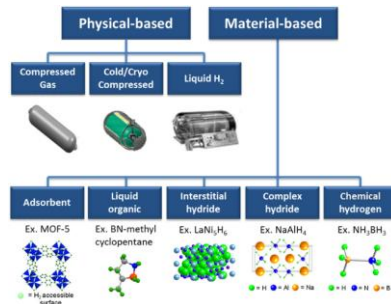 Physical-based
Material-based
Compressed
Gas
Cold/Cryo
Compressed
Liquid H₂
Adsorbent
Liquid
organic
Interstitial
hydride
Complex
hydride
Chemical
hydrogen
Ex. MOF-5
Ex. BN-methyl
cyclopentane
Ex. LaNi₅H₆
Ex. NaAlH₄
Ex. NH₃BH₃
= H₂ accessible
surface
= H = Al = Na
= H = N = B